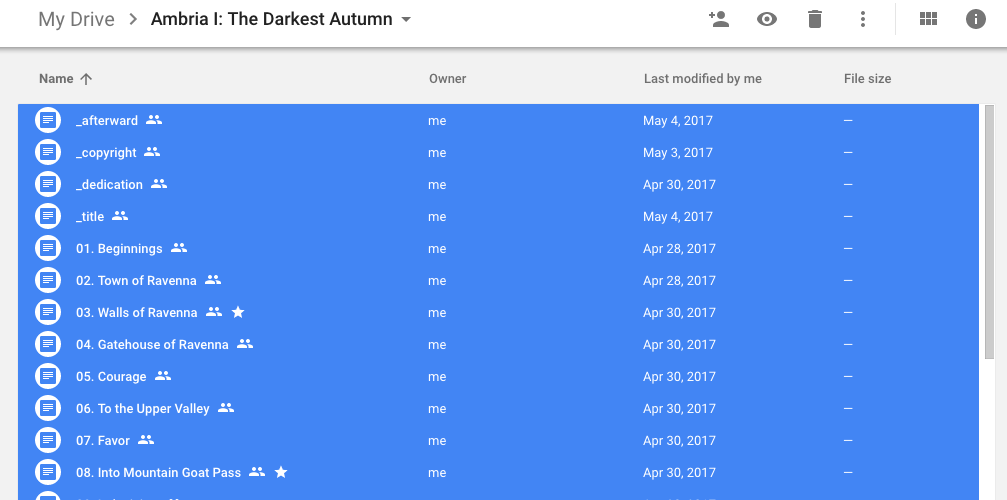 My Drive > Ambria I: The Darkest Autumn
Name Owner Last modified by me File size
_afterward me May 4, 2017 —
_copyright me May 3, 2017 —
_dedication me Apr 30, 2017 —
_title me May 4, 2017 —
01. Beginnings me Apr 28, 2017 —
02. Town of Ravenna me Apr 28, 2017 —
03. Walls of Ravenna me Apr 30, 2017 —
04. Gatehouse of Ravenna me Apr 30, 2017 —
05. Courage me Apr 30, 2017 —
06. To the Upper Valley me Apr 30, 2017 —
07. Favor me Apr 30, 2017 —
08. Into Mountain Goat Pass me Apr 30, 2017 —